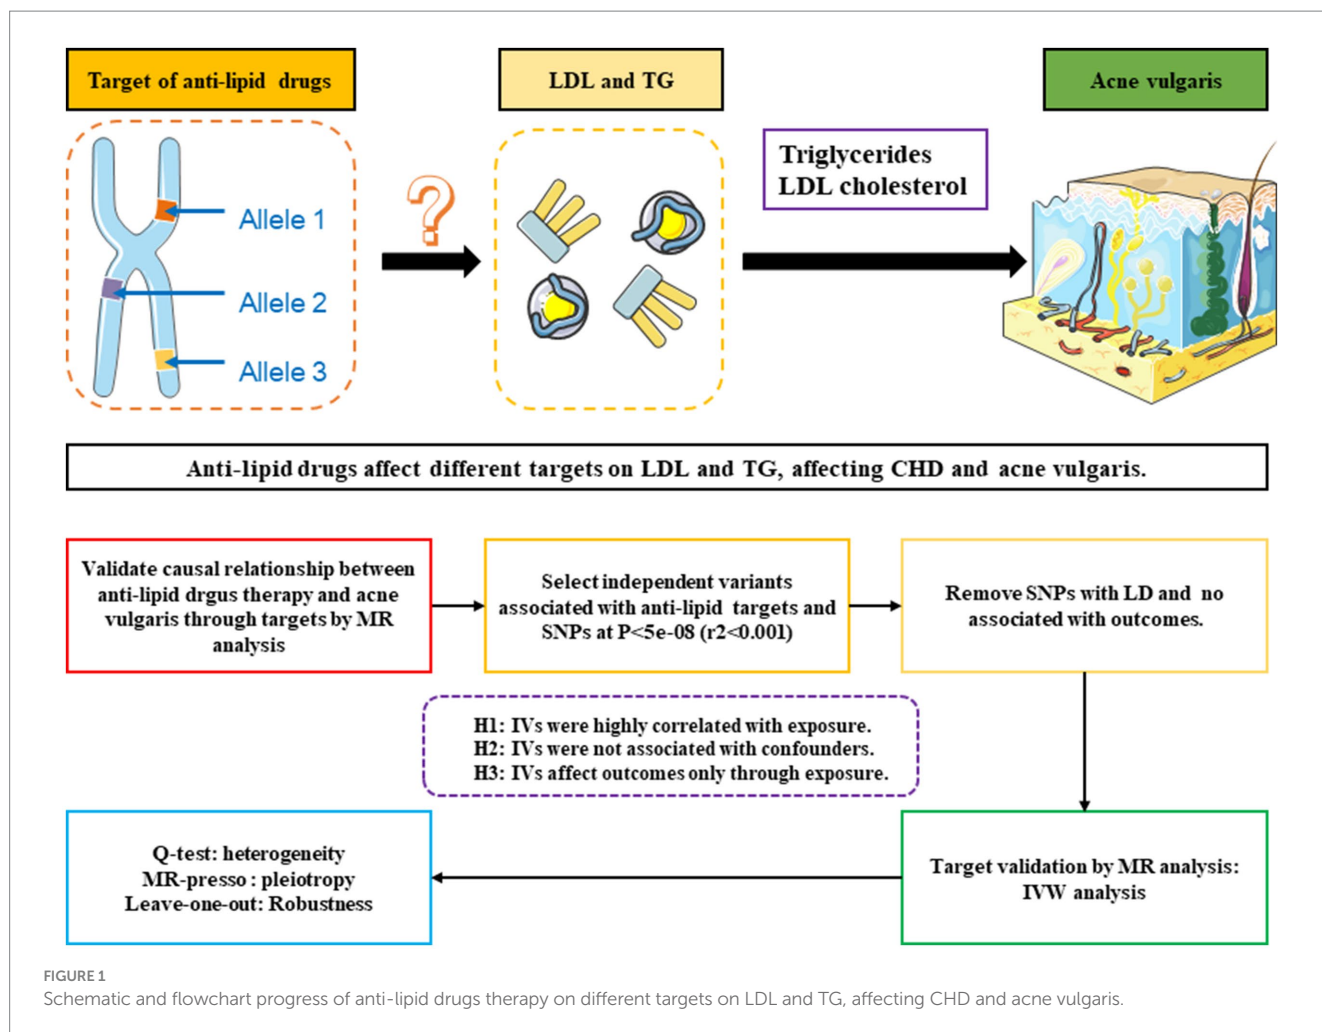 Target of anti-lipid drugs
LDL and TG
Acne vulgaris
Allele 1
Allele 2
Allele 3
?
Triglycerides
LDL cholesterol
Anti-lipid drugs affect different targets on LDL and TG, affecting CHD and acne vulgaris.
Validate causal relationship between
anti-lipid drgus therapy and acne
vulgaris through targets by MR
analysis
Select independent variants
associated with anti-lipid targets and
SNPs at P<5e-08 (r2<0.001)
Remove SNPs with LD and no
associated with outcomes.
H1: IVs were highly correlated with exposure.
H2: IVs were not associated with confounders.
H3: IVs affect outcomes only through exposure.
Q-test: heterogeneity
MR-presso : pleiotropy
Leave-one-out: Robustness
Target validation by MR analysis:
IVW analysis
FIGURE 1
Schematic and flowchart progress of anti-lipid drugs therapy on different targets on LDL and TG, affecting CHD and acne vulgaris.